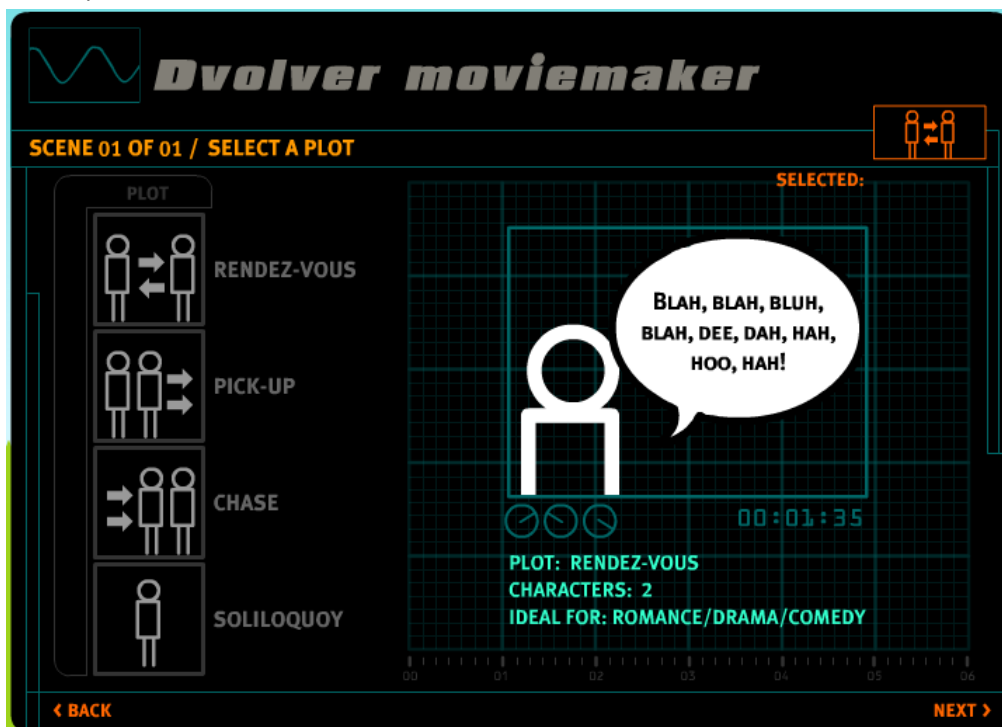 Dvolver moviemaker
SCENE 01 OF 01 / SELECT A PLOT
SELECTED:
PLOT
RENDEZ-VOUS
PICK-UP
CHASE
SOLILOQUOY
BLAH, BLAH, BLUH,
BLAH, DEE, DAH, HAH,
HOO, HAH!
00:01:35
PLOT: RENDEZ-VOUS
CHARACTERS: 2
IDEAL FOR: ROMANCE/DRAMA/COMEDY
00 01 02 03 04 05 06
< BACK
NEXT >